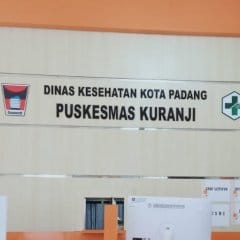 DINAS KESEHATAN KOTA PADANG
PUSKESMAS KURANJI